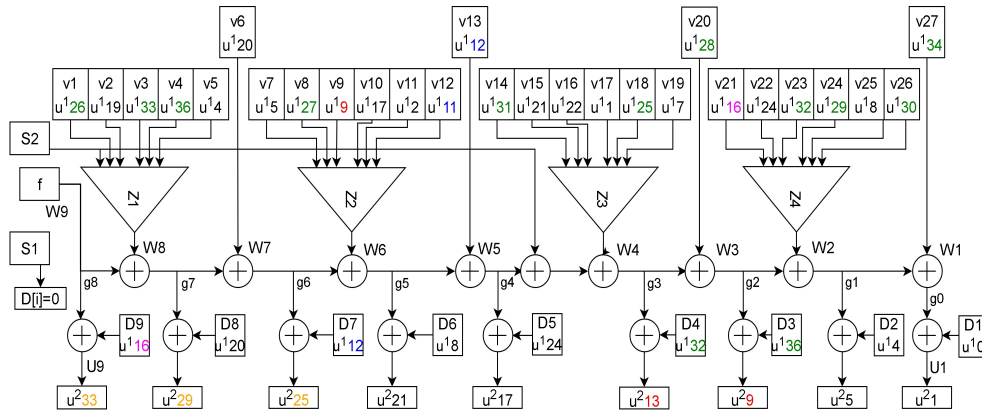 v6 v13 v20 v27
u¹20 u¹12 u¹28 u¹34
v1 v2 v3 v4 v5 v7 v8 v9 v10 v11 v12 v14 v15 v16 v17 v18 v19 v21 v22 v23 v24 v25 v26
u¹26 u¹19 u¹33 u¹36 u¹4 u¹5 u¹27 u¹9 u¹17 u¹2 u¹11 u¹31 u¹21 u¹22 u¹1 u¹25 u¹7 u¹16 u¹24 u¹32 u¹29 u¹8 u¹30
S2
f Z1 Z2 Z3 Z4
W9
S1 W8 W7 W6 W5 W4 W3 W2 W1
g8 g7 g6 g5 g4 g3 g2 g1 g0
D[i]=0
D9 D8 D7 D6 D5 D4 D3 D2 D1
u¹16 u¹20 u¹12 u¹8 u¹24 u¹32 u¹36 u¹4 u¹0
U9 U1
u²33 u²29 u²25 u²21 u²17 u²13 u²9 u²5 u²1